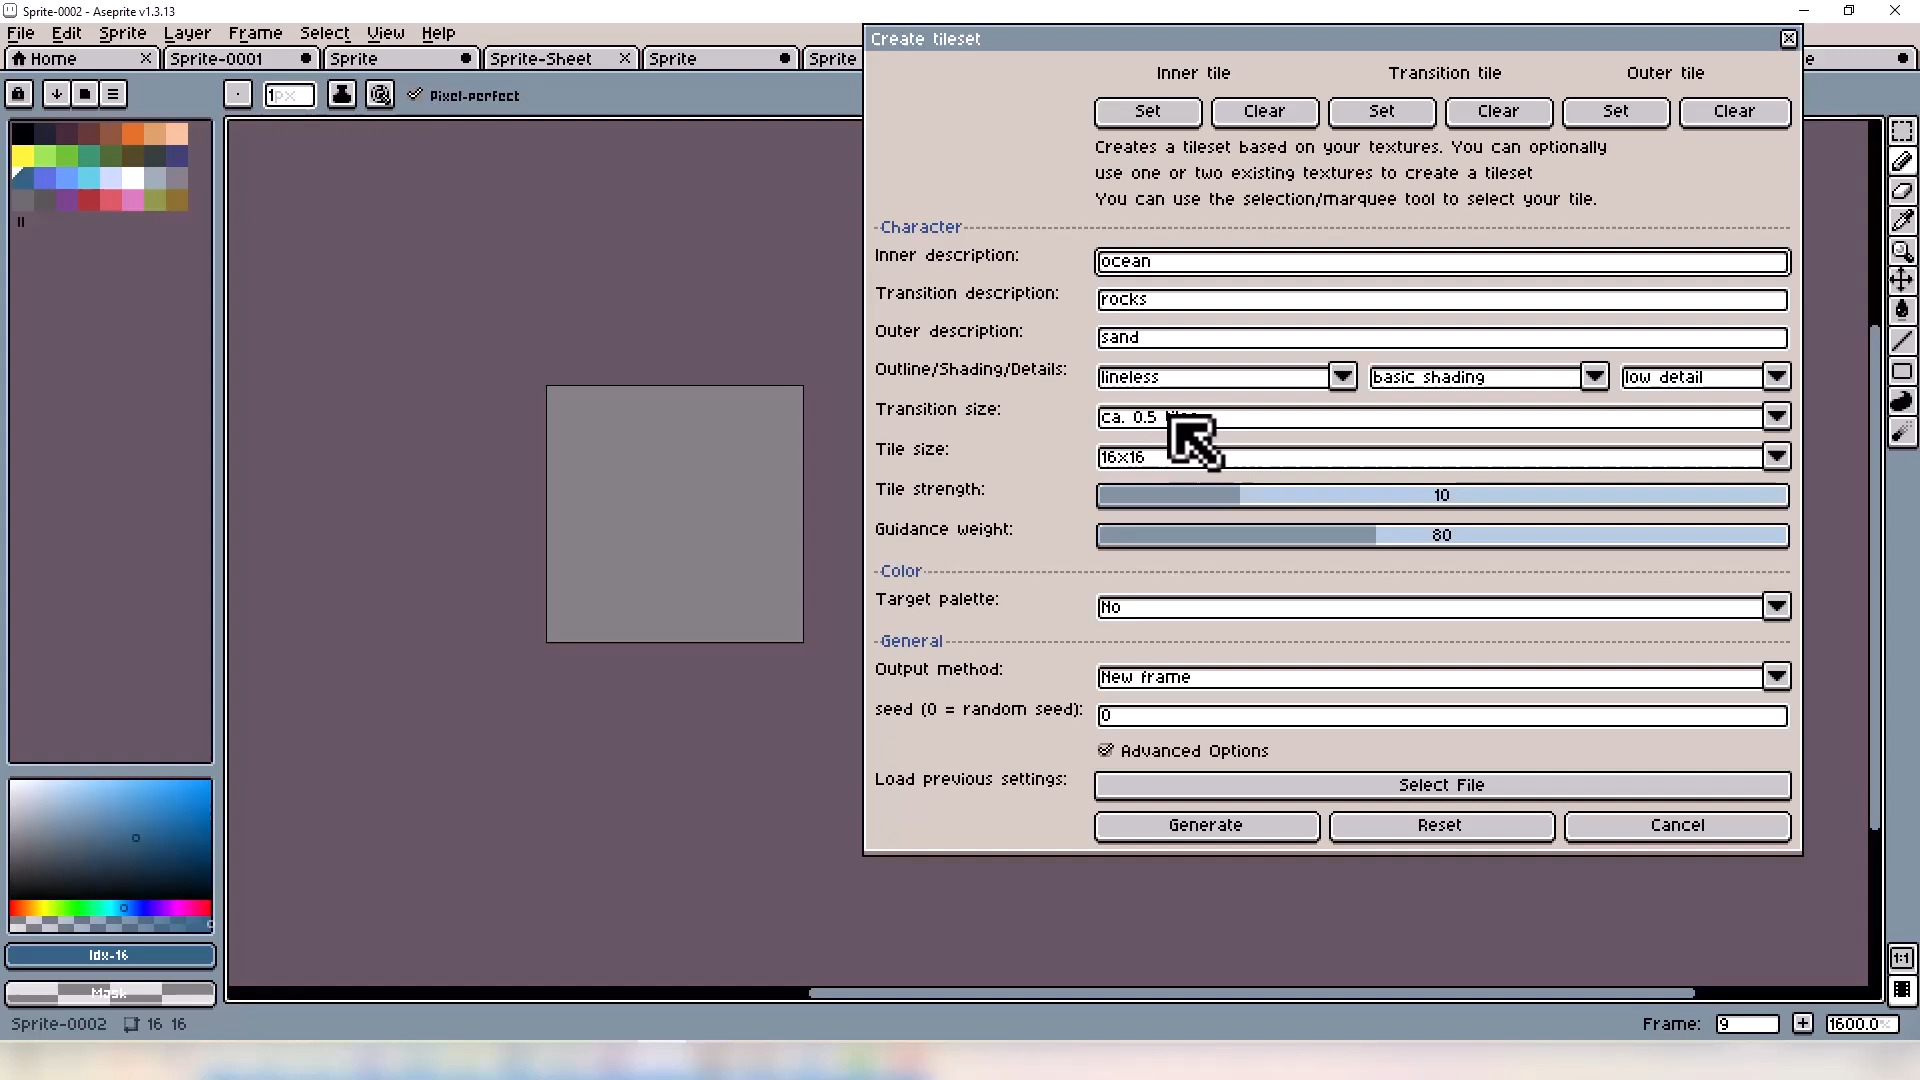 Sprite-0002 - Aseprite v1.3.13
File Edit Sprite Layer Frame Select View Help
Home Sprite-0001 Sprite Sprite-Sheet Sprite Sprite
1px Pixel-perfect
Create tileset
Inner tile Transition tile Outer tile
Set Clear Set Clear Set Clear
Creates a tileset based on your textures. You can optionally
use one or two existing textures to create a tileset
You can use the selection/marquee tool to select your tile.
Character
Inner description: ocean
Transition description: rocks
Outer description: sand
Outline/Shading/Details: lineless basic shading low detail
Transition size: ca. 0.5
Tile size: 16x16
Tile strength: 10
Guidance weight: 80
Color
Target palette: No
General
Output method: New frame
seed (0 = random seed): 0
Advanced Options
Load previous settings: Select File
Generate Reset Cancel
Idx-16
Mask
1:1
Sprite-0002 16 16
Frame: 9 + 1600.0